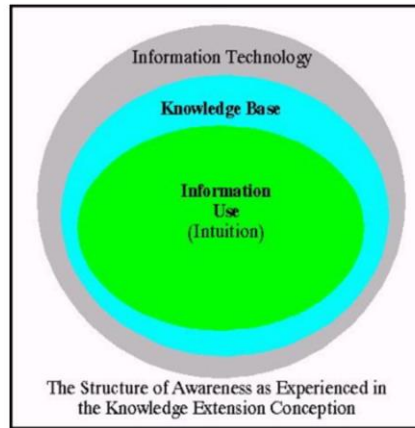 Information Technology
Knowledge Base
Information
Use
(Intuition)
The Structure of Awareness as Experienced in
the Knowledge Extension Conception